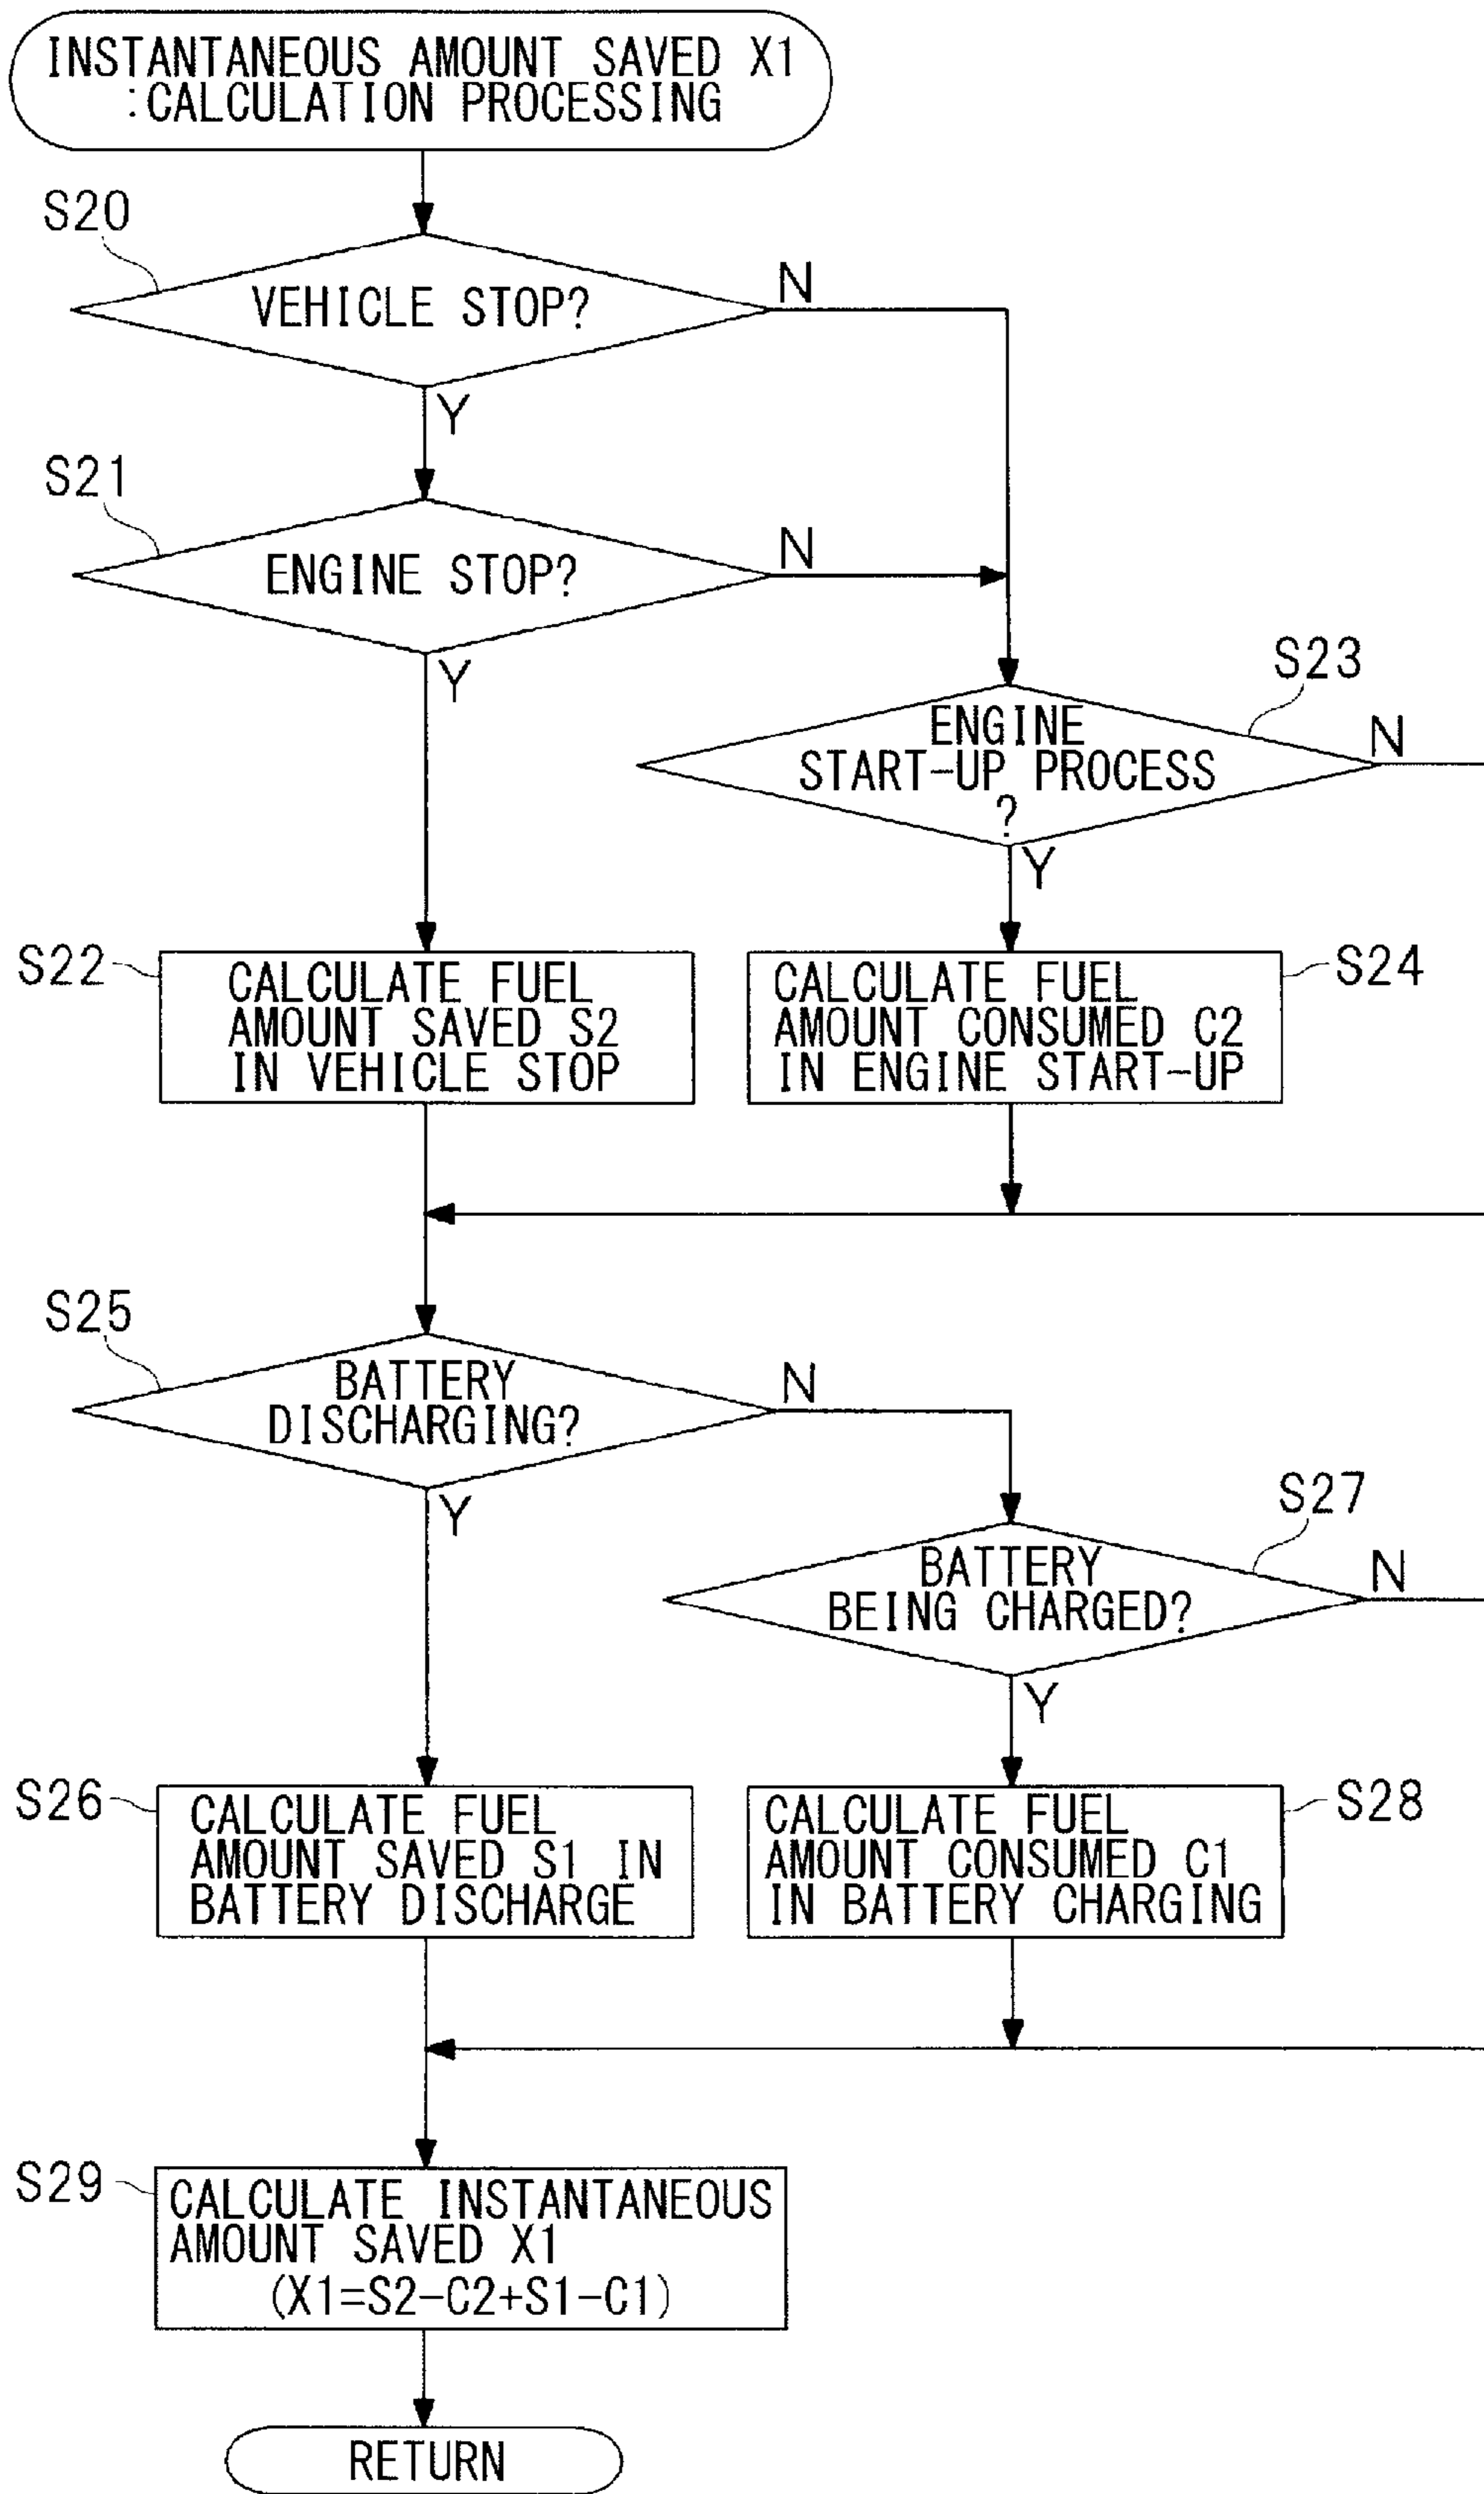 INSTANTANEOUS AMOUNT SAVED X1
:CALCULATION PROCESSING
S20
VEHICLE STOP?
N
Y
S21
ENGINE STOP?
N
Y
S23
ENGINE
START-UP PROCESS
?
N
Y
S22
CALCULATE FUEL
AMOUNT SAVED S2
IN VEHICLE STOP
S24
CALCULATE FUEL
AMOUNT CONSUMED C2
IN ENGINE START-UP
S25
BATTERY
DISCHARGING?
N
Y
S27
BATTERY
BEING CHARGED?
N
Y
S26
CALCULATE FUEL
AMOUNT SAVED S1 IN
BATTERY DISCHARGE
S28
CALCULATE FUEL
AMOUNT CONSUMED C1
IN BATTERY CHARGING
S29
CALCULATE INSTANTANEOUS
AMOUNT SAVED X1
(X1=S2-C2+S1-C1)
RETURN